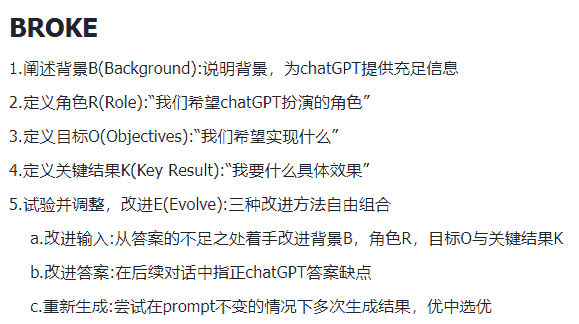 BROKE
1.阐述背景B(Background):说明背景，为chatGPT提供充足信息
2.定义角色R(Role):“我们希望chatGPT扮演的角色”
3.定义目标O(Objectives):“我们希望实现什么”
4.定义关键结果K(Key Result):“我要什么具体效果”
5.试验并调整，改进E(Evolve):三种改进方法自由组合
a.改进输入:从答案的不足之处着手改进背景B，角色R，目标O与关键结果K
b.改进答案:在后续对话中指正chatGPT答案缺点
c.重新生成:尝试在prompt不变的情况下多次生成结果，优中选优